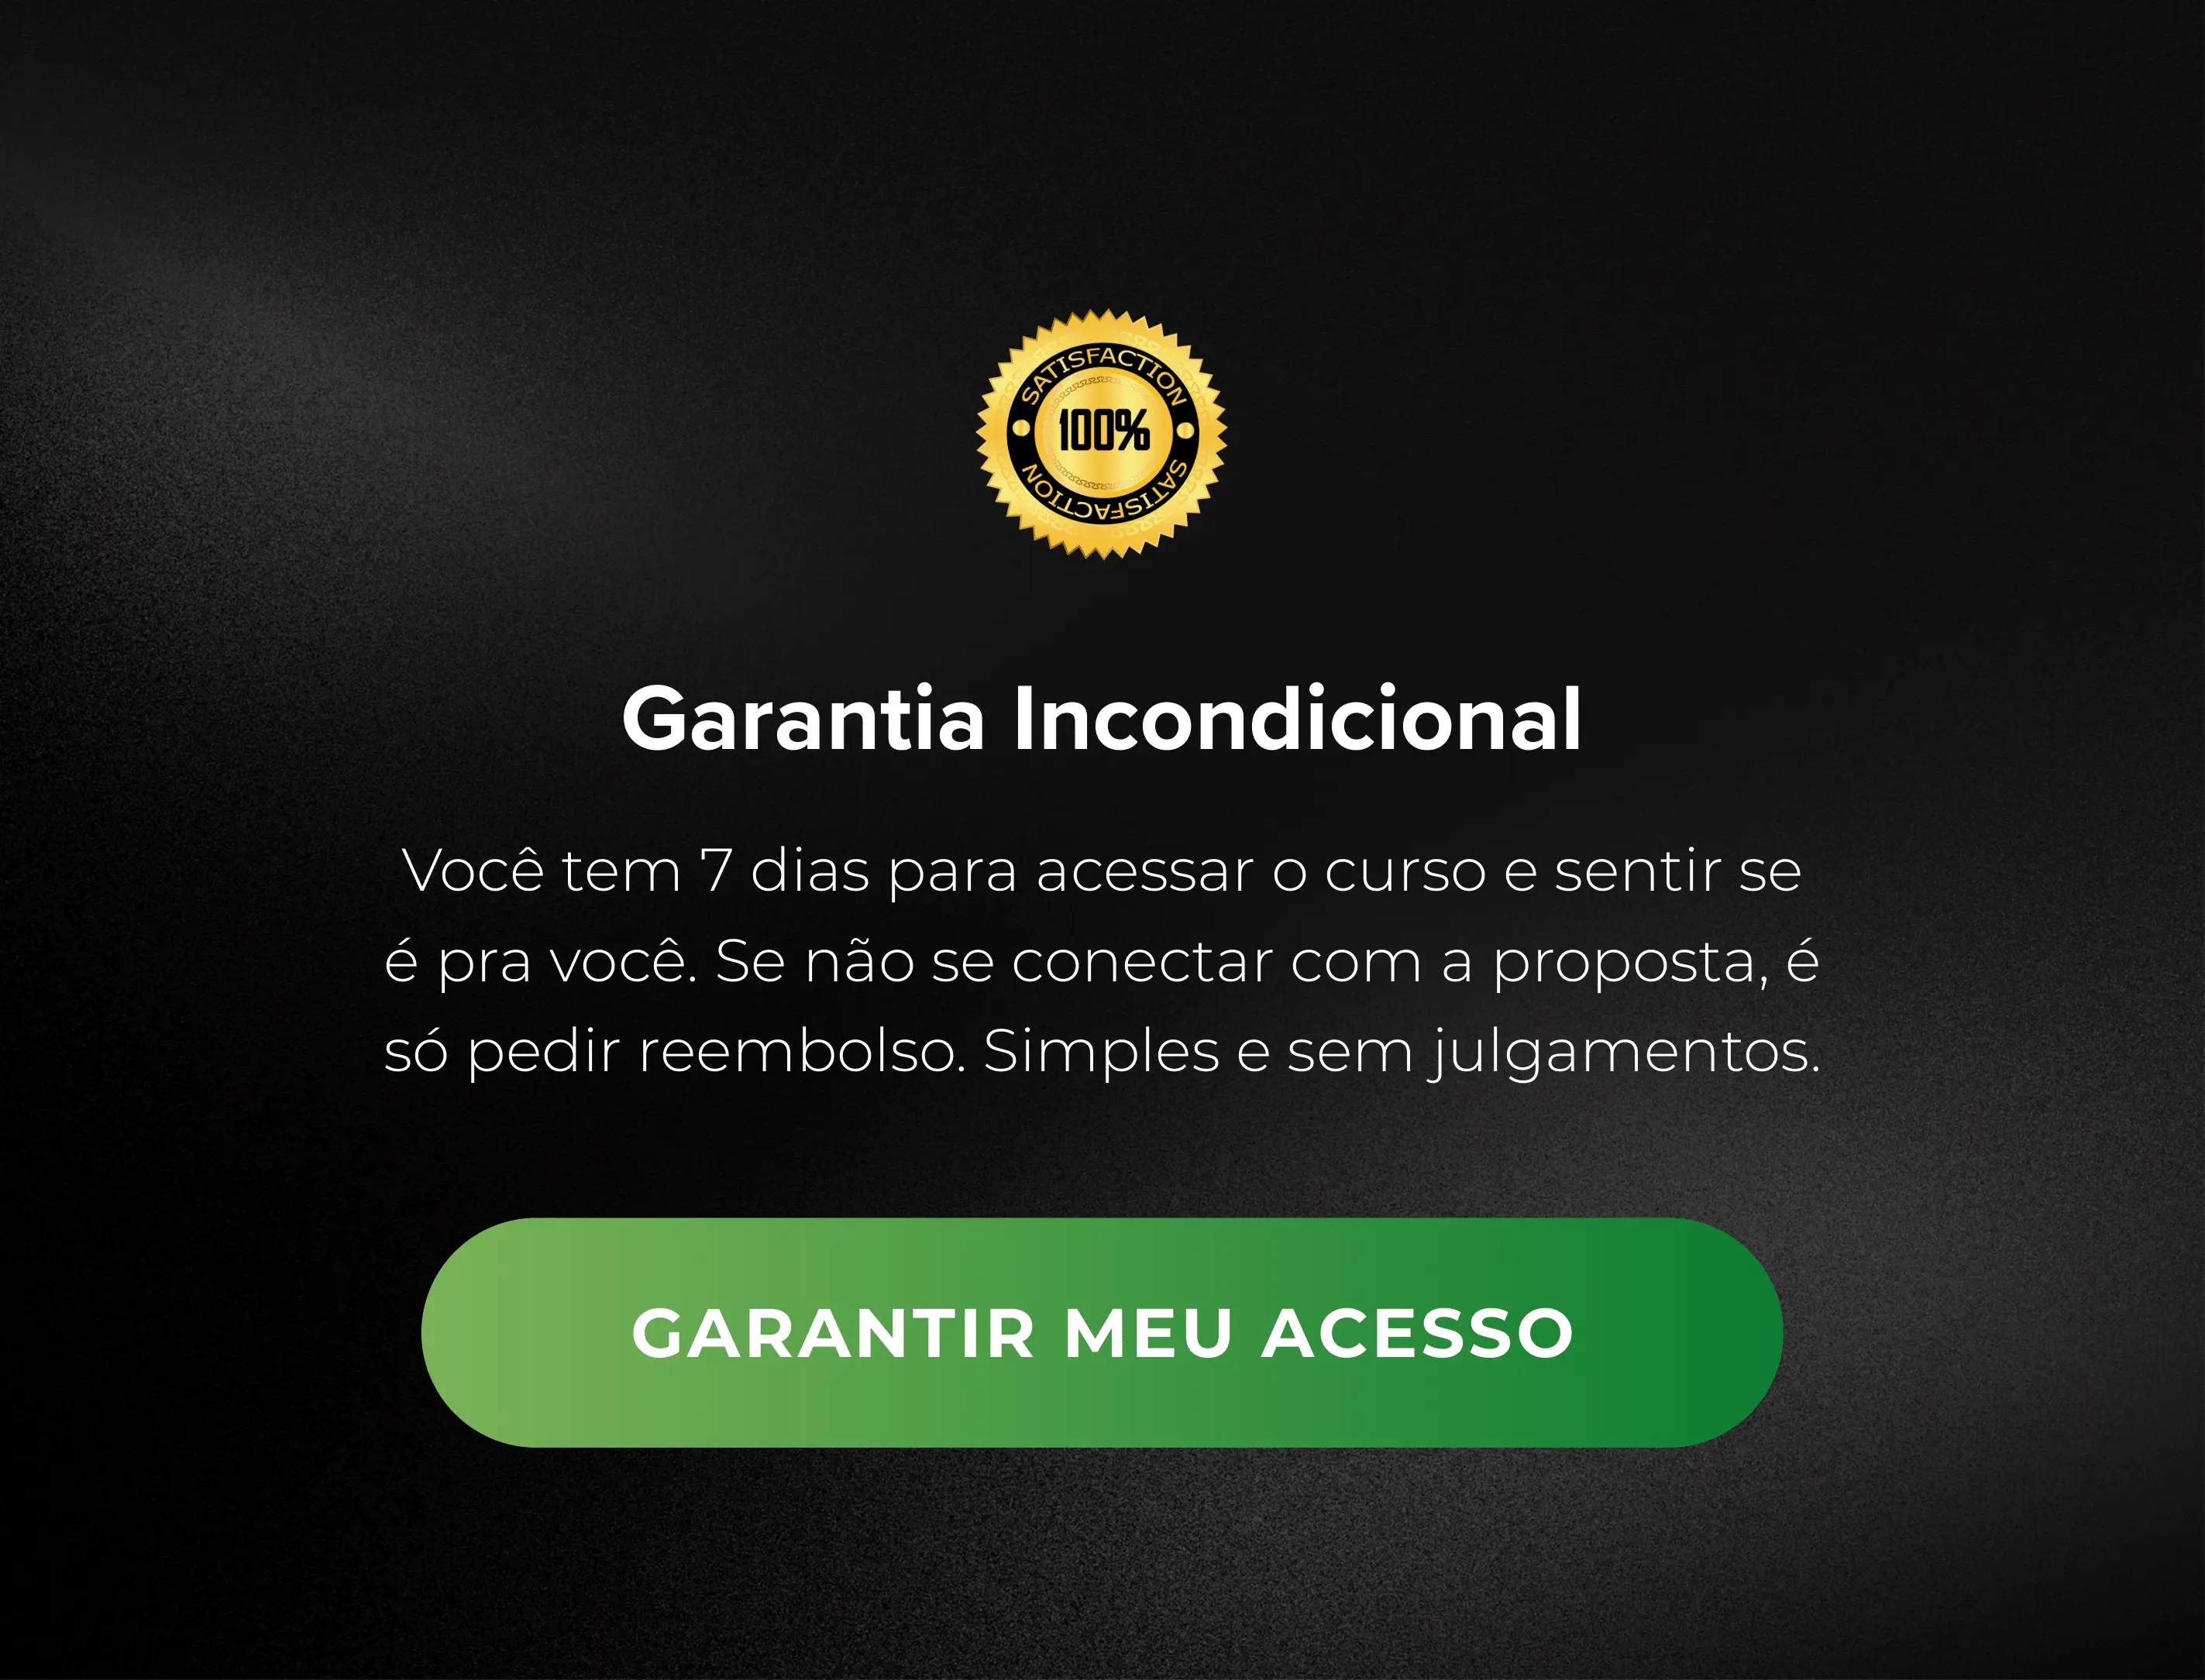 SATISFACTION
100%
SATISFACTION
Garantia Incondicional
Você tem 7 dias para acessar o curso e sentir se
é pra você. Se não se conectar com a proposta, é
só pedir reembolso. Simples e sem julgamentos.
GARANTIR MEU ACESSO